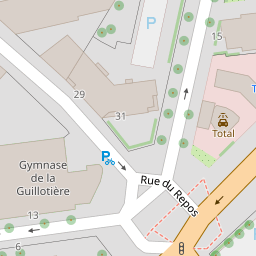 P
15
29
31
T
Total
P
Gymnase
de la
Guillotière
Rue du Repos
13
6
P